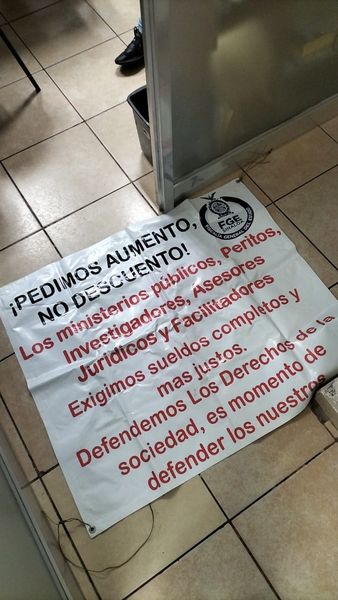 ¡PEDIMOS AUMENTO,
NO DESCUENTO!
FGE
Los ministerios públicos, Peritos,
Investigadores, Asesores
Jurídicos y Facilitadores
Exigimos sueldos completos y
mas justos.
Defendemos Los Derechos de la
sociedad, es momento de
defender los nuestros